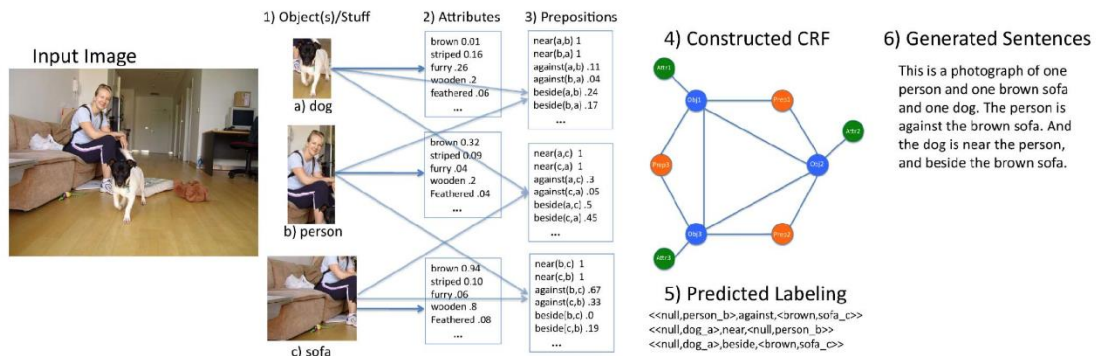 Input Image
1) Object(s)/Stuff
a) dog
b) person
c) sofa
2) Attributes
brown 0.01
striped 0.16
furry .26
wooden .2
feathered .06
...
brown 0.32
striped 0.09
furry .04
wooden .2
Feathered .04
...
brown 0.94
striped 0.10
furry .06
wooden .8
Feathered .08
...
3) Prepositions
near(a,b) 1
near(b,a) 1
against(a,b) .11
against(b,a) .04
beside(a,b) .24
beside(b,a) .17
...
near(a,c) 1
near(c,a) 1
against(a,c) .3
against(c,a) .05
beside(a,c) .5
beside(c,a) .45
...
near(b,c) 1
near(c,b) 1
against(b,c) .67
against(c,b) .33
beside(b,c) .0
beside(c,b) .19
...
4) Constructed CRF
Attr1
Obj1
Prep1
Attr2
Obj2
Prep3
Obj3
Prep2
Attr3
5) Predicted Labeling
<<null,person_b>,against,<brown,sofa_c>>
<<null,dog_a>,near,<null,person_b>>
<<null,dog_a>,beside,<brown,sofa_c>>
6) Generated Sentences
This is a photograph of one
person and one brown sofa
and one dog. The person is
against the brown sofa. And
the dog is near the person,
and beside the brown sofa.